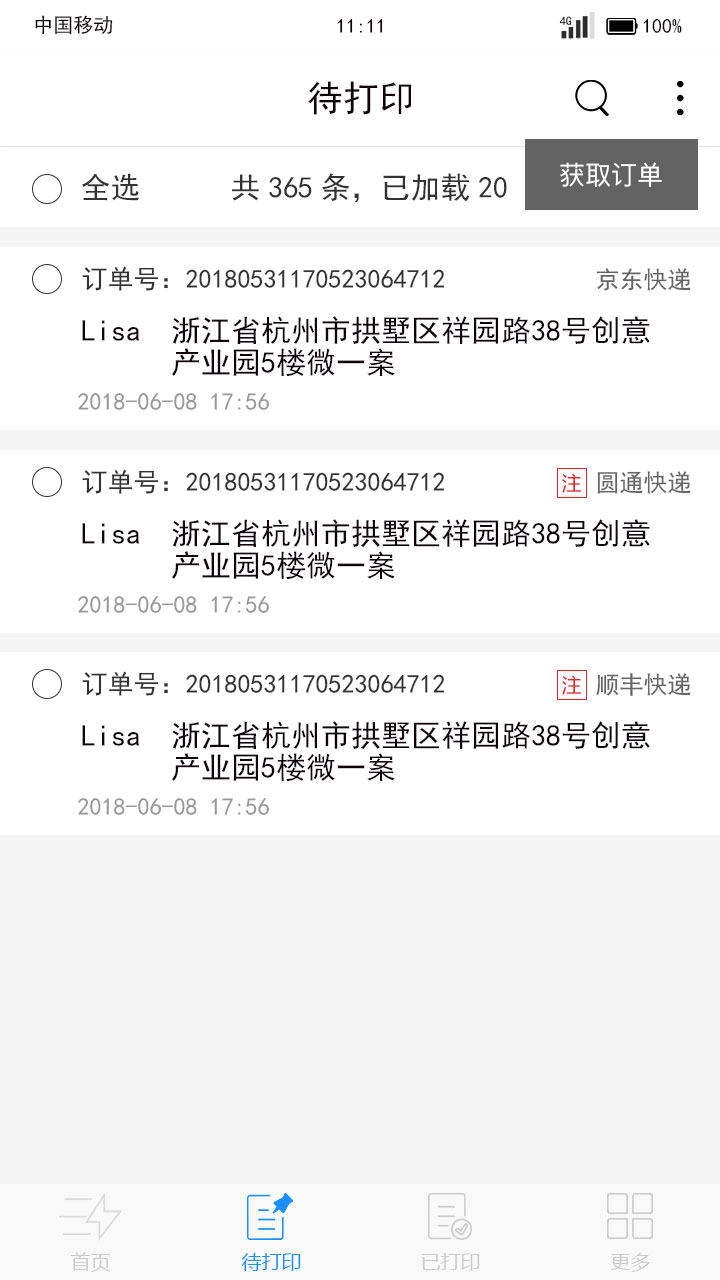 中国移动 11:11 4G 100%
待打印
获取订单
全选 共 365 条，已加载 20
订单号：20180531170523064712 京东快递
Lisa 浙江省杭州市拱墅区祥园路38号创意
产业园5楼微一案
2018-06-08 17:56
订单号：20180531170523064712 注 圆通快递
Lisa 浙江省杭州市拱墅区祥园路38号创意
产业园5楼微一案
2018-06-08 17:56
订单号：20180531170523064712 注 顺丰快递
Lisa 浙江省杭州市拱墅区祥园路38号创意
产业园5楼微一案
2018-06-08 17:56
首页 待打印 已打印 更多